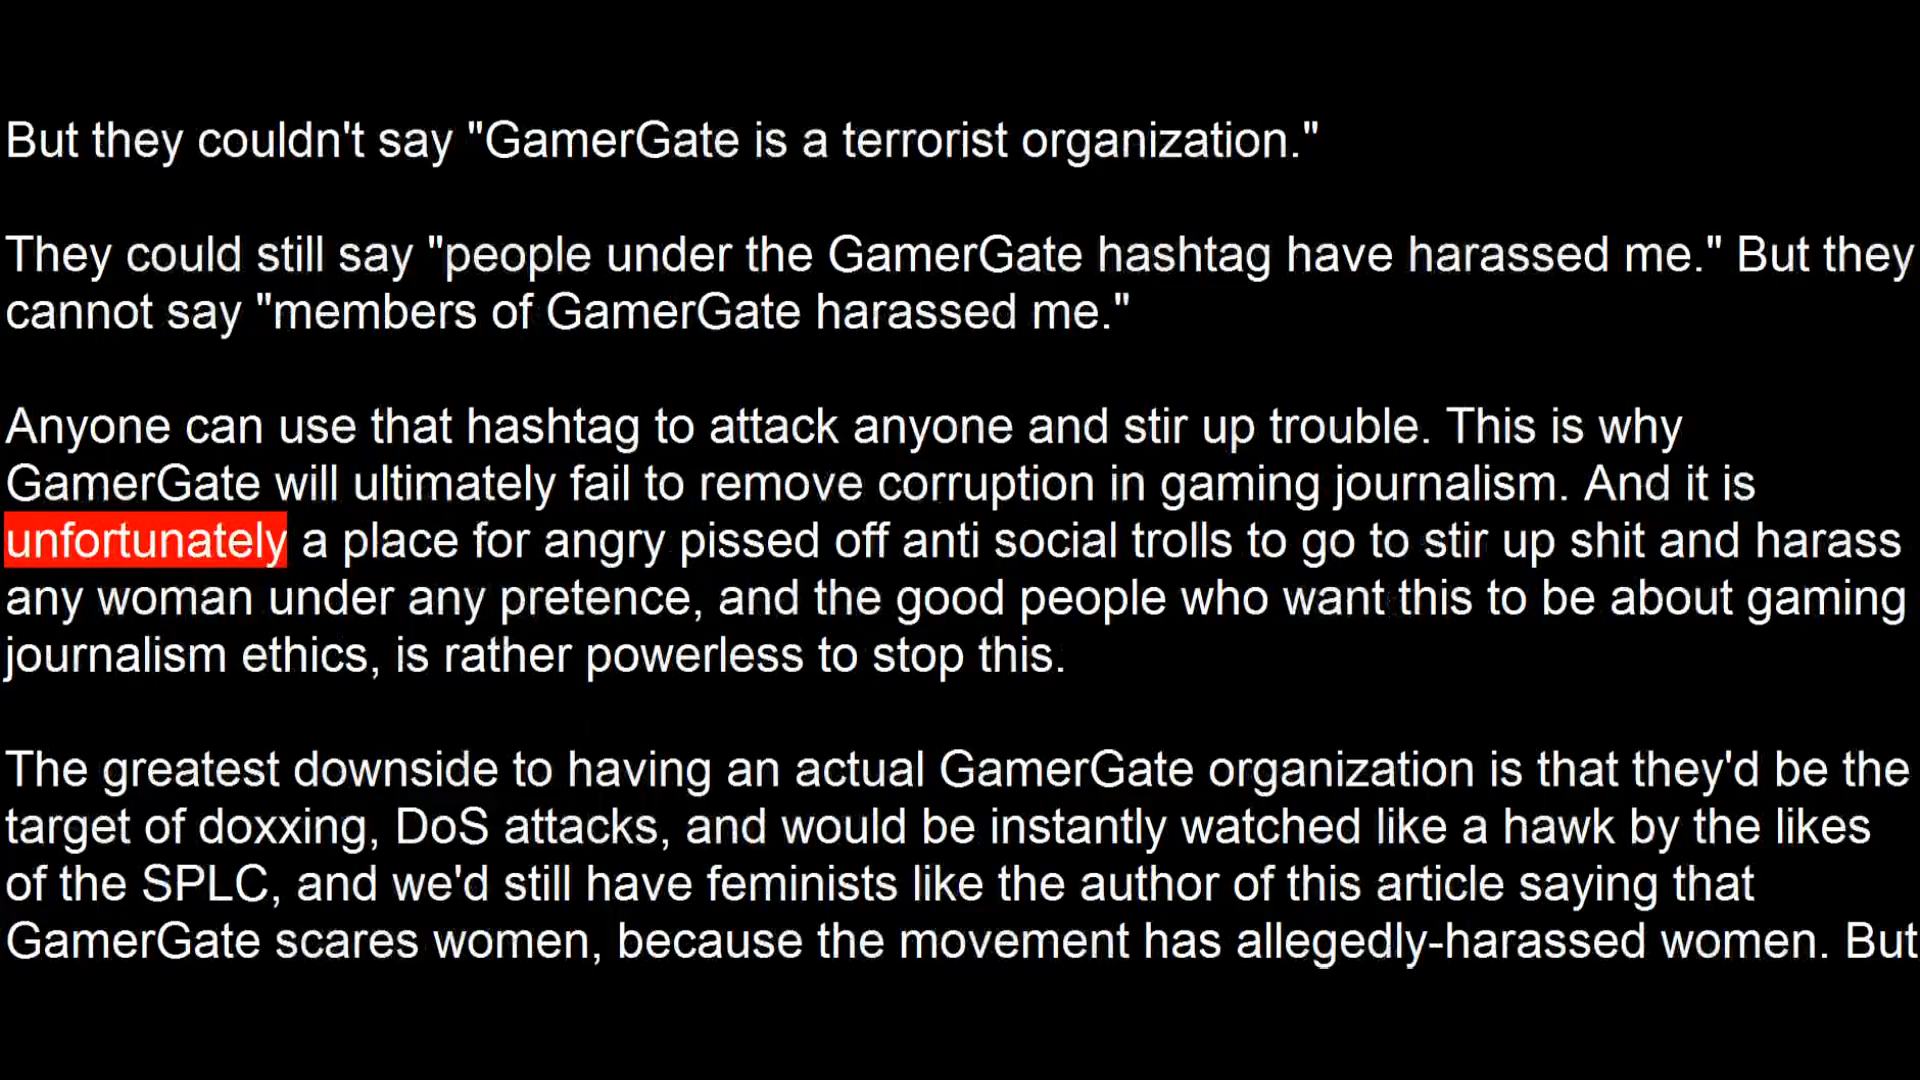 But they couldn't say "GamerGate is a terrorist organization."
They could still say "people under the GamerGate hashtag have harassed me." But they
cannot say "members of GamerGate harassed me."
Anyone can use that hashtag to attack anyone and stir up trouble. This is why
GamerGate will ultimately fail to remove corruption in gaming journalism. And it is
unfortunately a place for angry pissed off anti social trolls to go to stir up shit and harass
any woman under any pretence, and the good people who want this to be about gaming
journalism ethics, is rather powerless to stop this.
The greatest downside to having an actual GamerGate organization is that they'd be the
target of doxxing, DoS attacks, and would be instantly watched like a hawk by the likes
of the SPLC, and we'd still have feminists like the author of this article saying that
GamerGate scares women, because the movement has allegedly-harassed women. But